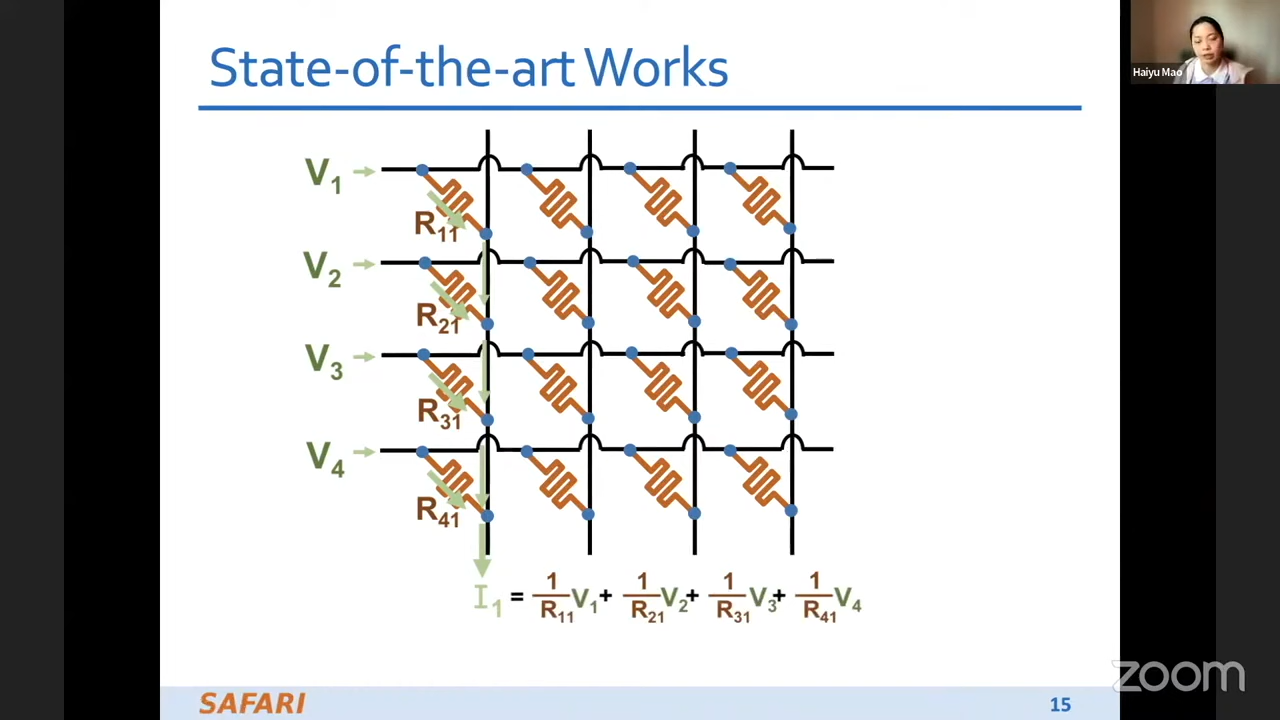 State-of-the-art Works
Haiyu Mao
V1
R11
V2
R21
V3
R31
V4
R41
I1 = 1/R11 V1 + 1/R21 V2 + 1/R31 V3 + 1/R41 V4
SAFARI
15
zoom